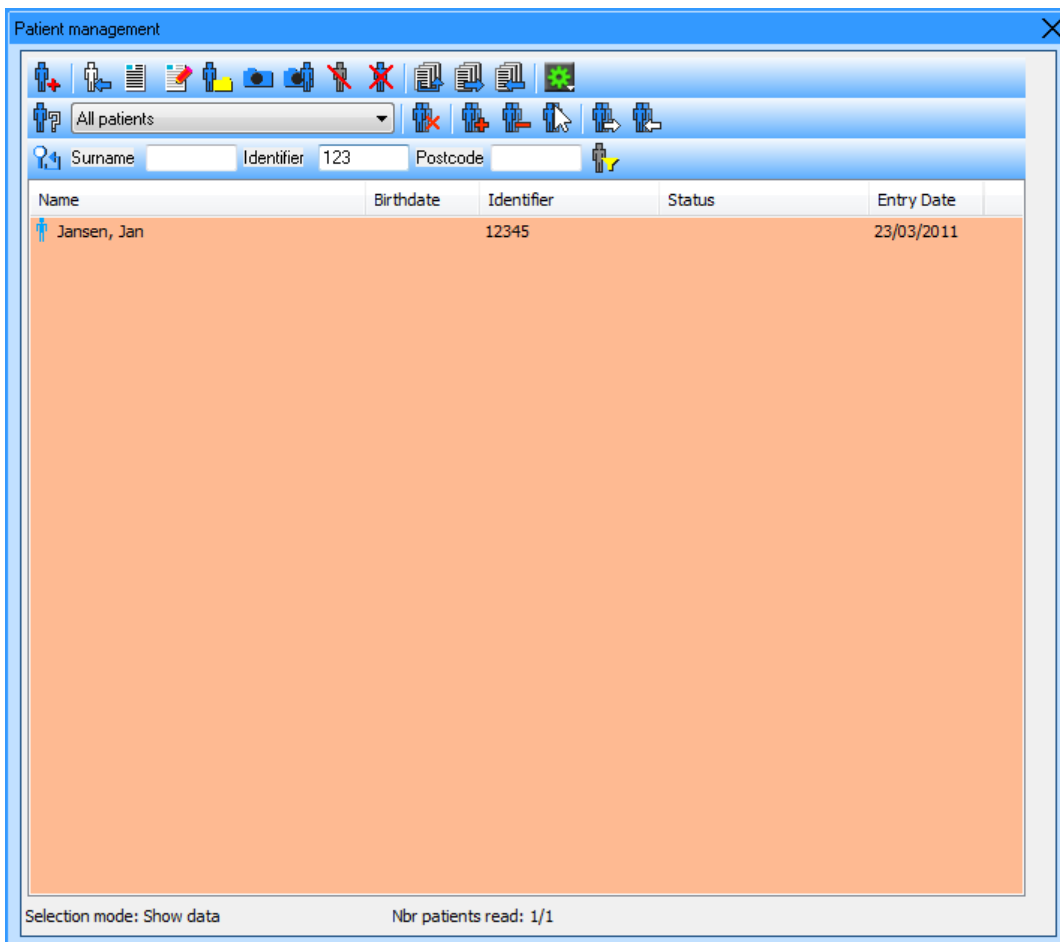 Patient management
All patients
Surname Identifier 123 Postcode
Name Birthdate Identifier Status Entry Date
Jansen, Jan 12345 23/03/2011
Selection mode: Show data Nbr patients read: 1/1